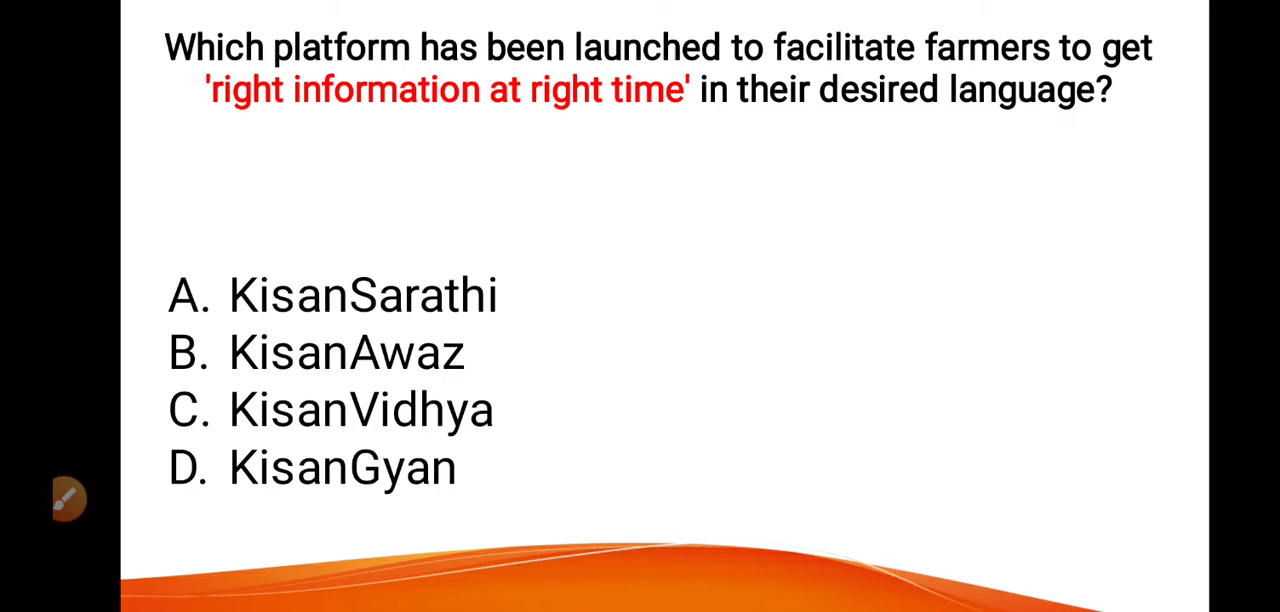 Which platform has been launched to facilitate farmers to get
'right information at right time' in their desired language?
A. KisanSarathi
B. KisanAwaz
C. KisanVidhya
D. KisanGyan